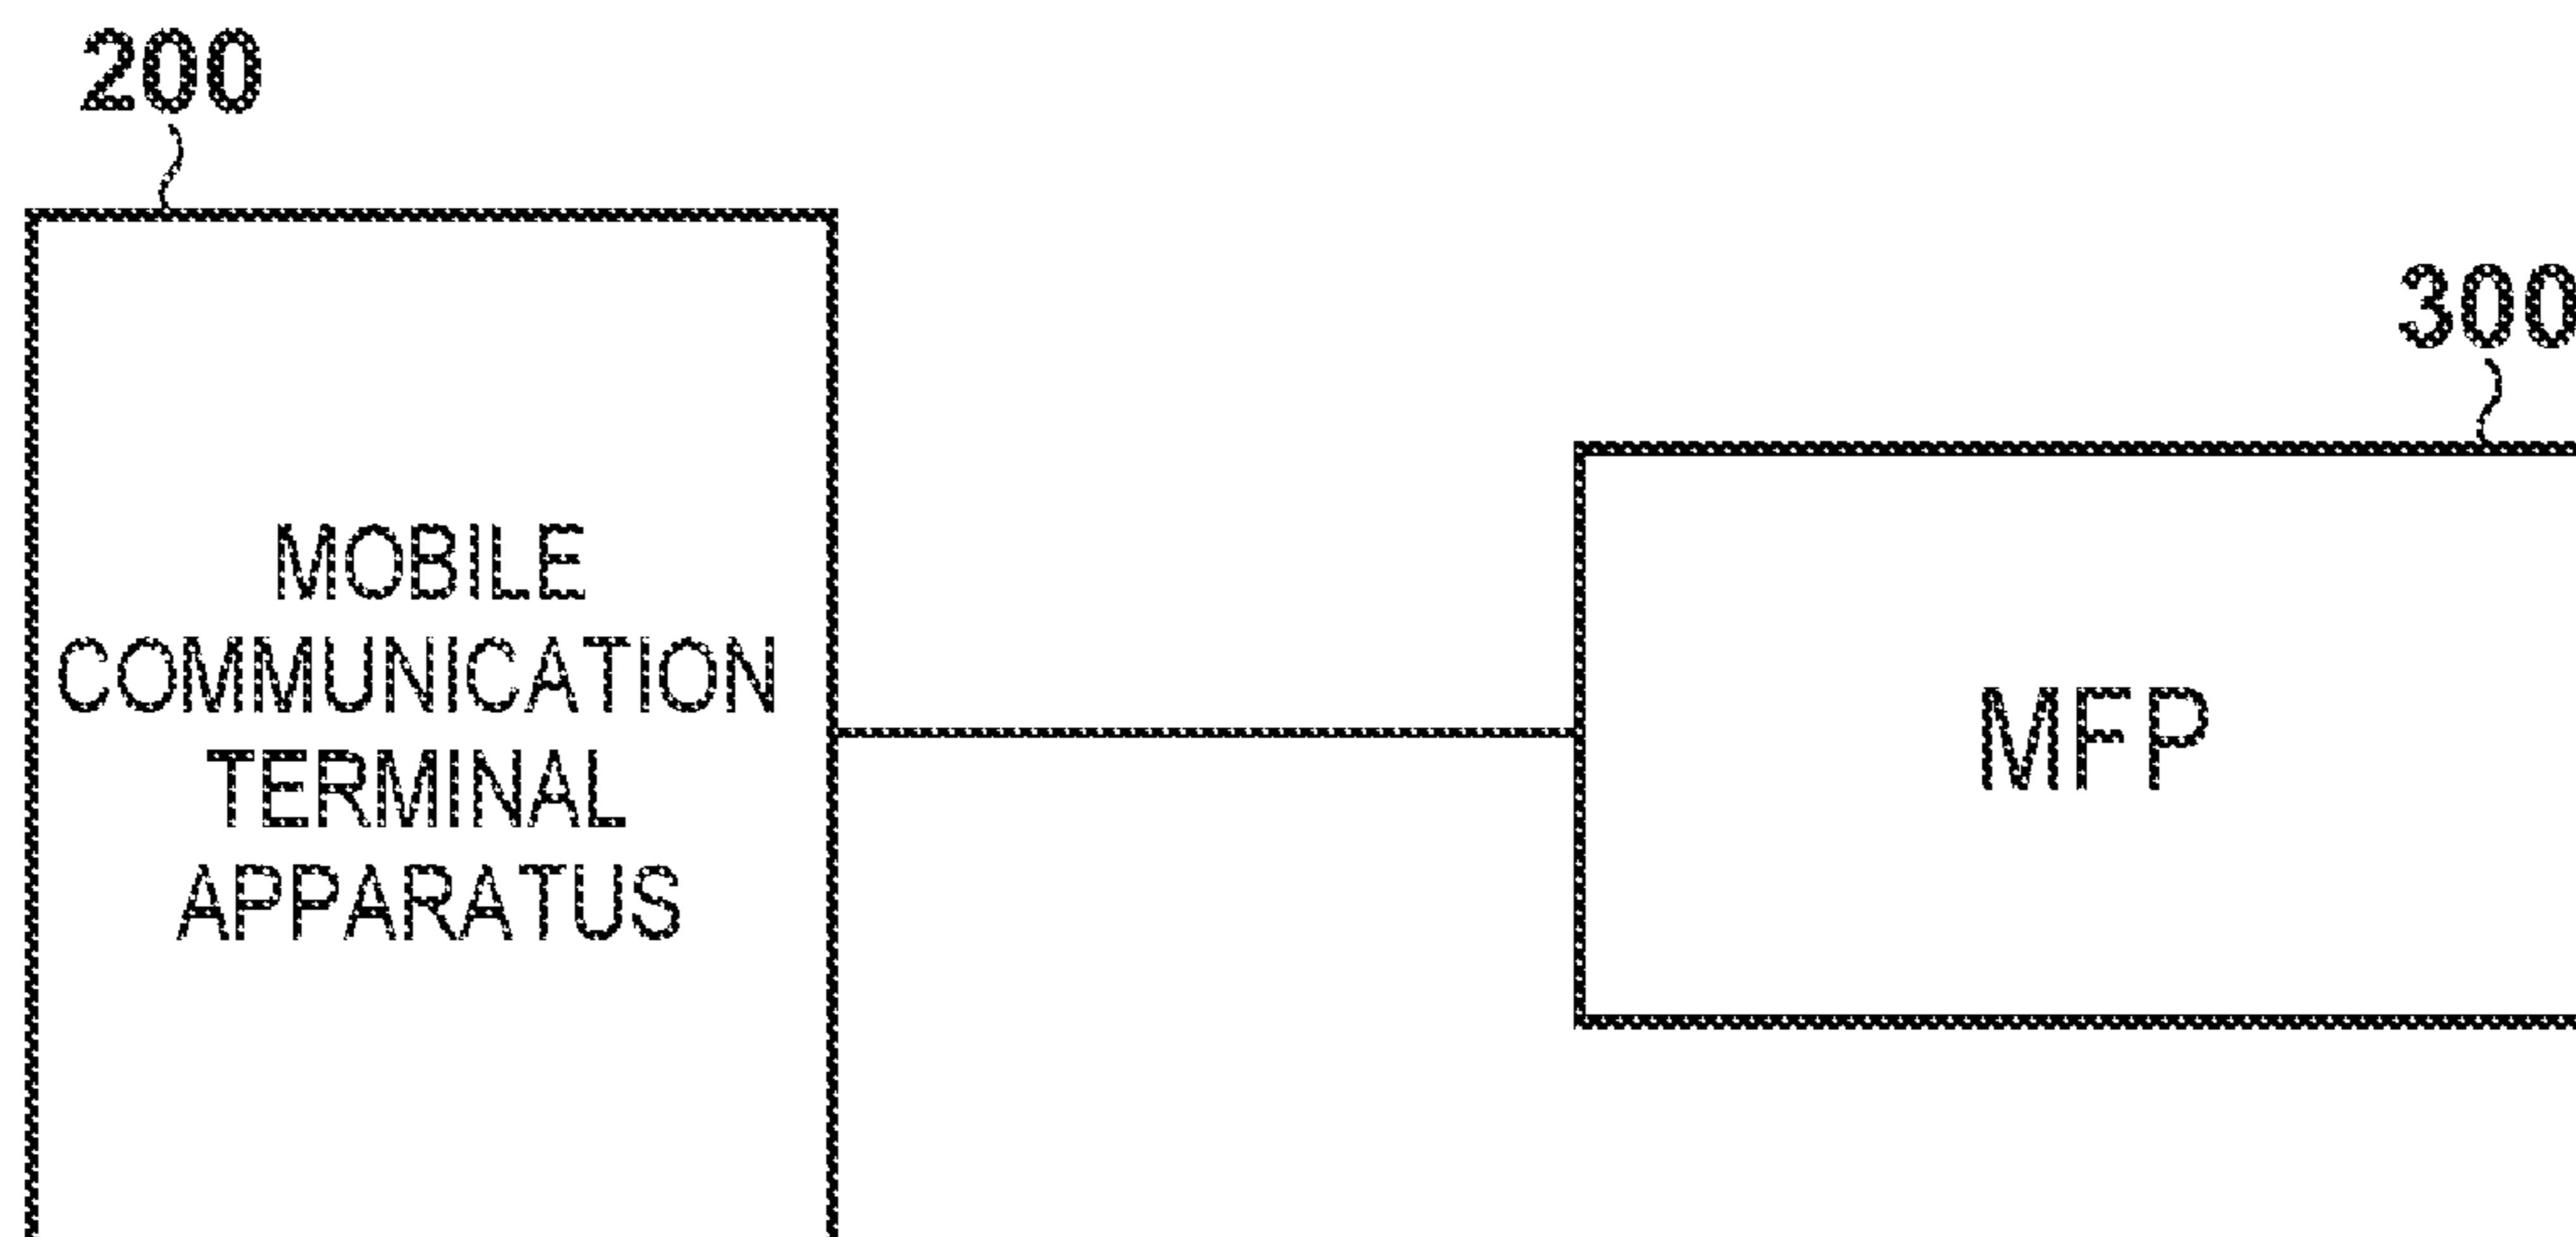 200
300
MOBILE
COMMUNICATION
TERMINAL
APPARATUS
MFP